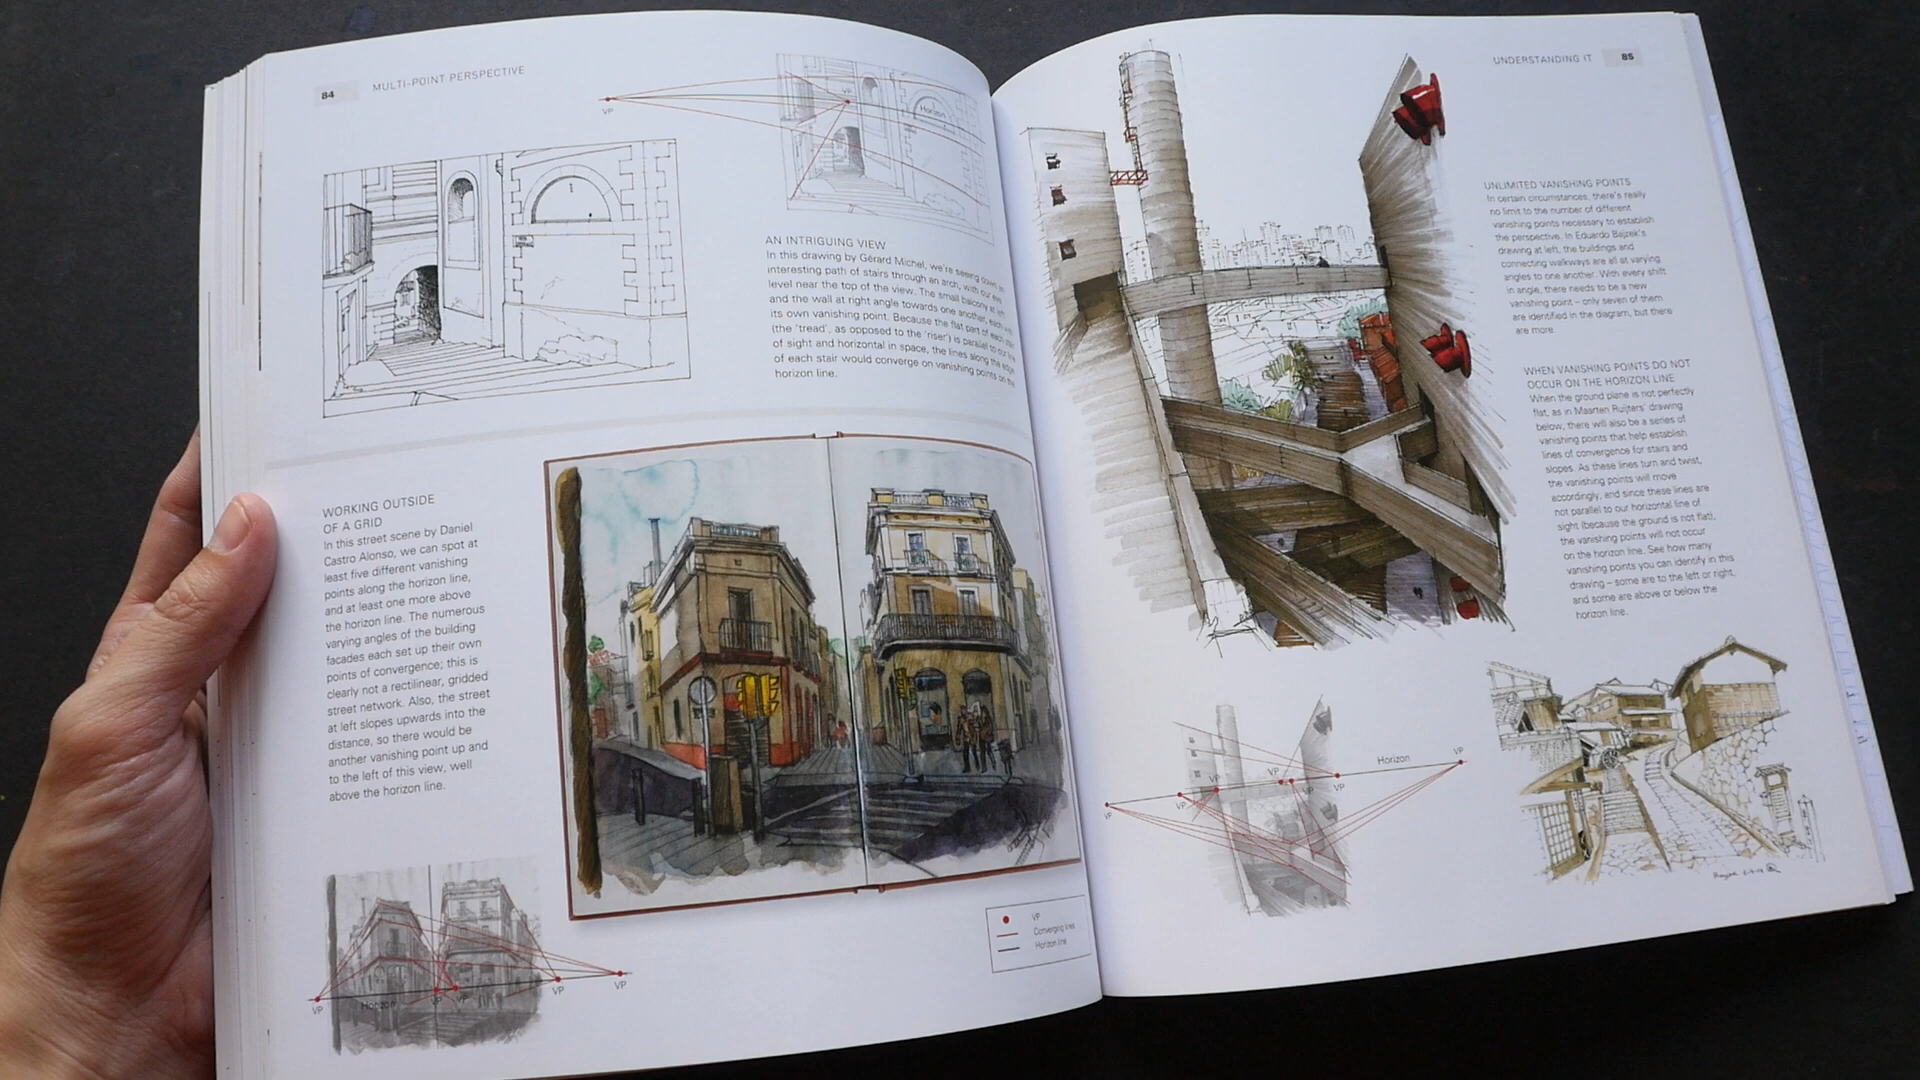 84
MULTI-POINT PERSPECTIVE
VP
VP
Horizon
AN INTRIGUING VIEW
In this drawing by Gérard Michel, we're seeing down an
interesting path of stairs through an arch, with our eye
level near the top of the view. The small balcony at left
and the wall at right angle towards one another, each with
its own vanishing point. Because the flat part of each stair
(the 'tread', as opposed to the 'riser') is parallel to our line
of sight and horizontal in space, the lines along the edge
of each stair would converge on vanishing points on the
horizon line.
WORKING OUTSIDE
OF A GRID
In this street scene by Daniel
Castro Alonso, we can spot at
least five different vanishing
points along the horizon line,
and at least one more above
the horizon line. The numerous
varying angles of the building
facades each set up their own
points of convergence; this is
clearly not a rectilinear, gridded
street network. Also, the street
at left slopes upwards into the
distance, so there would be
another vanishing point up and
to the left of this view, well
above the horizon line.
VP
Horizon
VP
VP
VP
VP
VP
Converging lines
Horizon line
UNDERSTANDING IT
85
UNLIMITED VANISHING POINTS
In certain circumstances, there's really
no limit to the number of different
vanishing points necessary to establish
the perspective. In Eduardo Bajzek's
drawing at left, the buildings and
connecting walkways are all at varying
angles to one another. With every shift
in angle, there needs to be a new
vanishing point – only seven of them
are identified in the diagram, but there
are more.
WHEN VANISHING POINTS DO NOT
OCCUR ON THE HORIZON LINE
When the ground plane is not perfectly
flat, as in Maarten Ruijters' drawing
below, there will also be a series of
vanishing points that help establish
lines of convergence for stairs and
slopes. As these lines turn and twist,
the vanishing points will move
accordingly, and since these lines are
not parallel to our horizontal line of
sight (because the ground is not flat),
the vanishing points will not occur
on the horizon line. See how many
vanishing points you can identify in this
drawing – some are to the left or right,
and some are above or below the
horizon line.
VP
VP
VP
VP
VP
VP
Horizon
VP